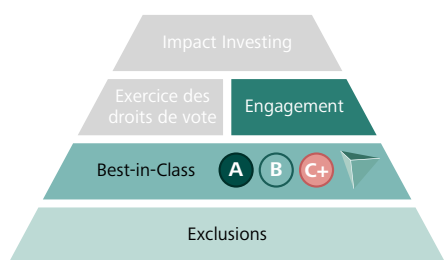 Impact Investing
Exercice des
droits de vote
Engagement
Best-in-Class A B C+
Exclusions